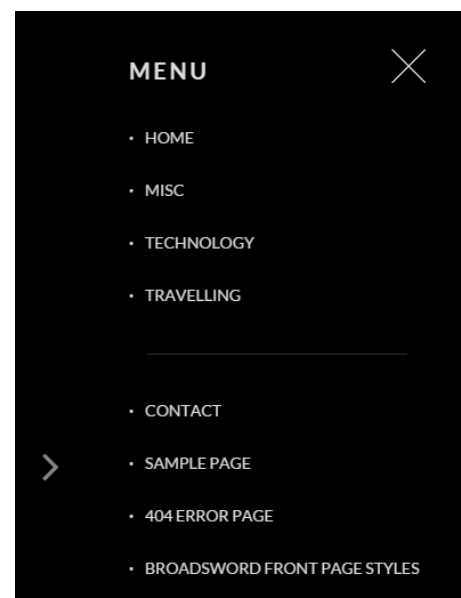 MENU
• HOME
• MISC
• TECHNOLOGY
• TRAVELLING
• CONTACT
• SAMPLE PAGE
• 404 ERROR PAGE
• BROADSWORD FRONT PAGE STYLES